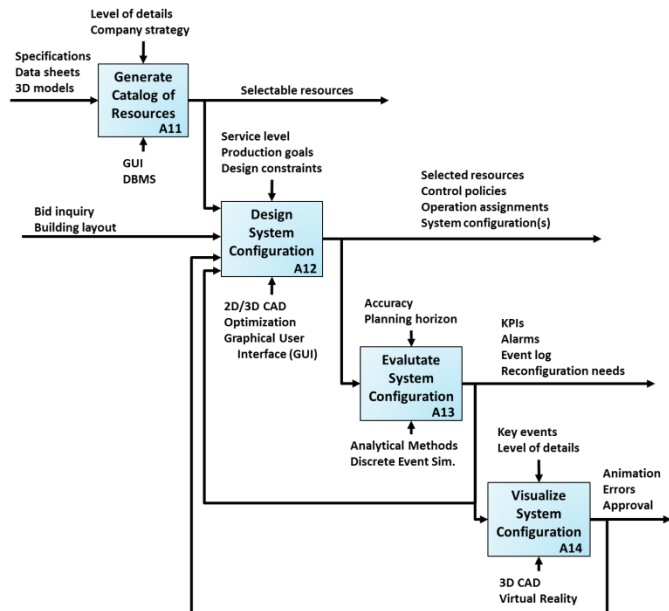 Level of details
Company strategy
Specifications
Data sheets
3D models
Generate
Catalog of
Resources
A11
Selectable resources
GUI
DBMS
Service level
Production goals
Design constraints
Bid inquiry
Building layout
Design
System
Configuration
A12
Selected resources
Control policies
Operation assignments
System configuration(s)
2D/3D CAD
Optimization
Graphical User
Interface (GUI)
Accuracy
Planning horizon
Evalutate
System
Configuration
A13
KPIs
Alarms
Event log
Reconfiguration needs
Analytical Methods
Discrete Event Sim.
Key events
Level of details
Visualize
System
Configuration
A14
Animation
Errors
Approval
3D CAD
Virtual Reality